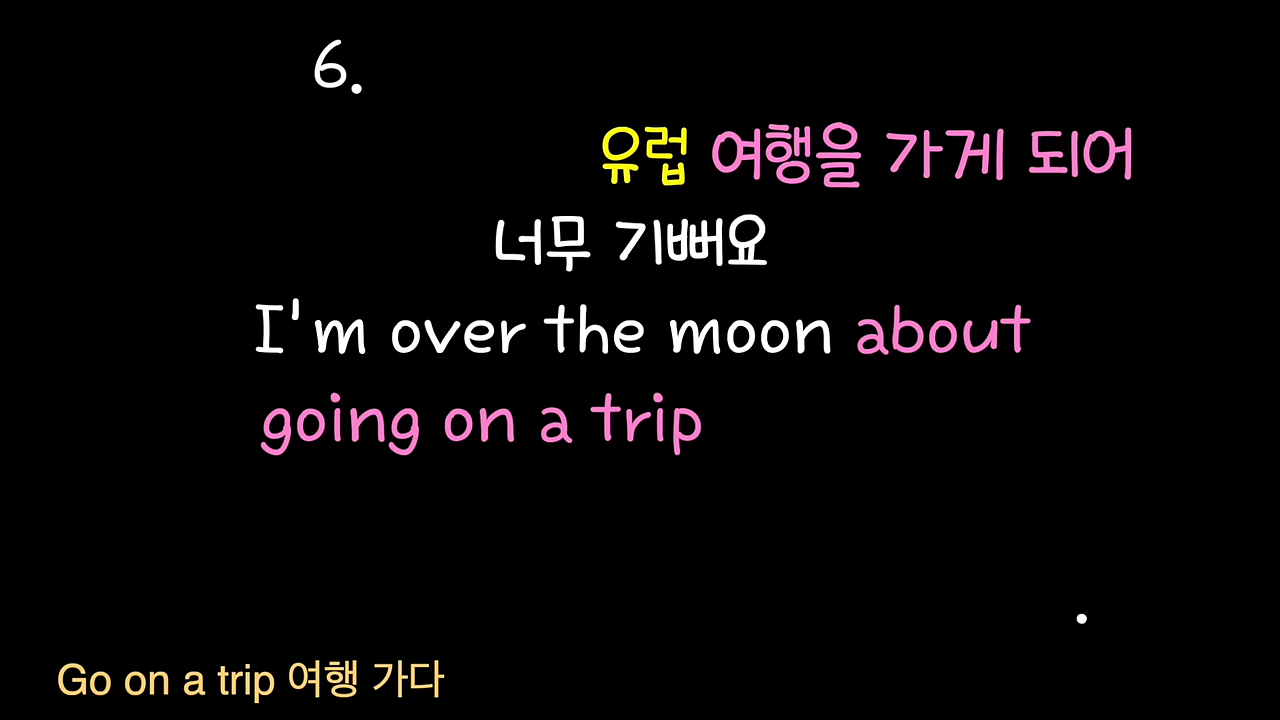 6.
유럽 여행을 가게 되어
너무 기뻐요
I'm over the moon about
going on a trip
.
Go on a trip 여행 가다